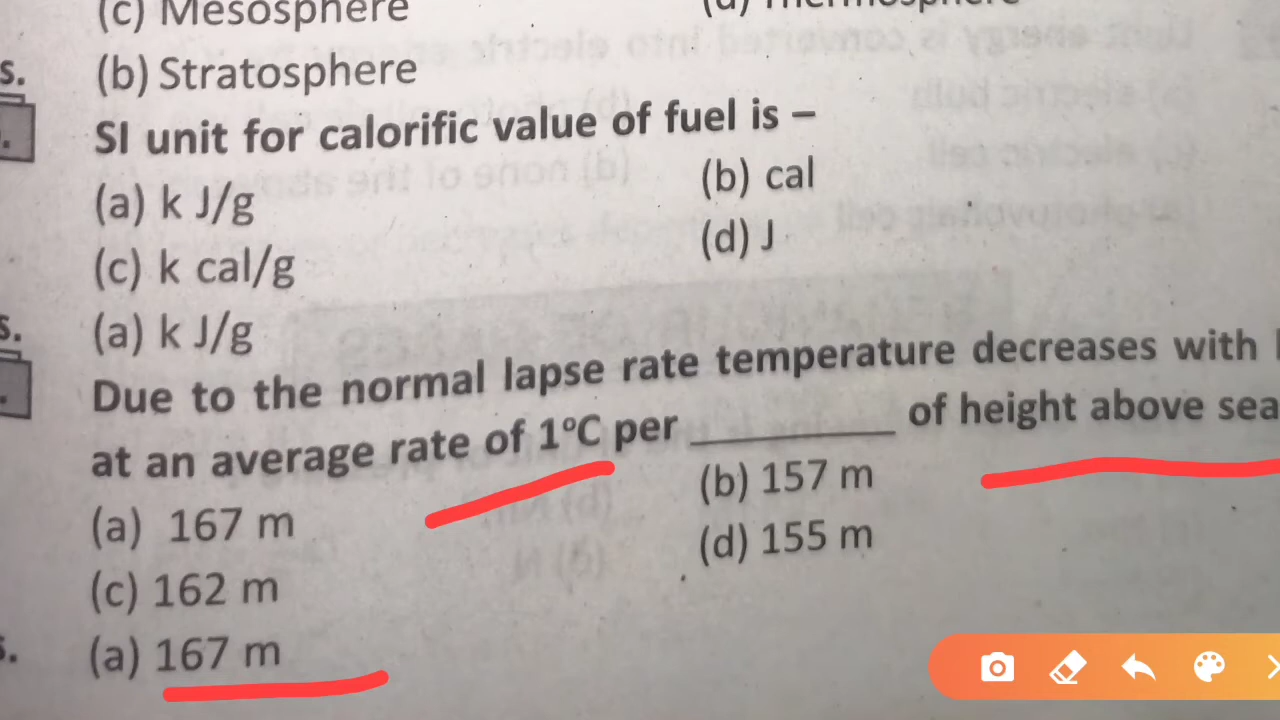 (c) Mesosphere
s. (b) Stratosphere
SI unit for calorific value of fuel is –
(a) k J/g (b) cal
(c) k cal/g (d) J
s. (a) k J/g
Due to the normal lapse rate temperature decreases with
at an average rate of 1°C per ________ of height above sea
(a) 167 m (b) 157 m
(c) 162 m (d) 155 m
s. (a) 167 m